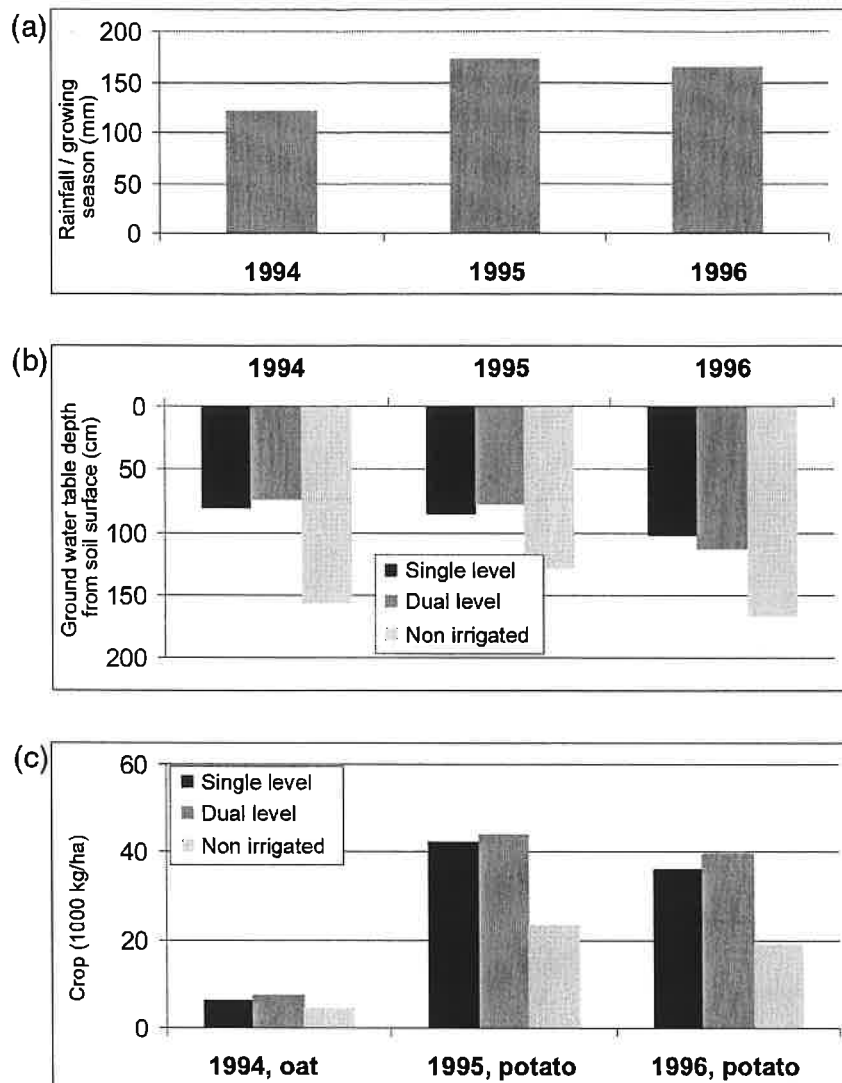 (a)
Rainfall / growing
season (mm)
200
150
100
50
0
1994 1995 1996
(b)
1994 1995 1996
Ground water table depth
from soil surface (cm)
0
50
100
150
200
Single level
Dual level
Non irrigated
(c)
Crop (1000 kg/ha)
60
40
20
0
Single level
Dual level
Non irrigated
1994, oat 1995, potato 1996, potato